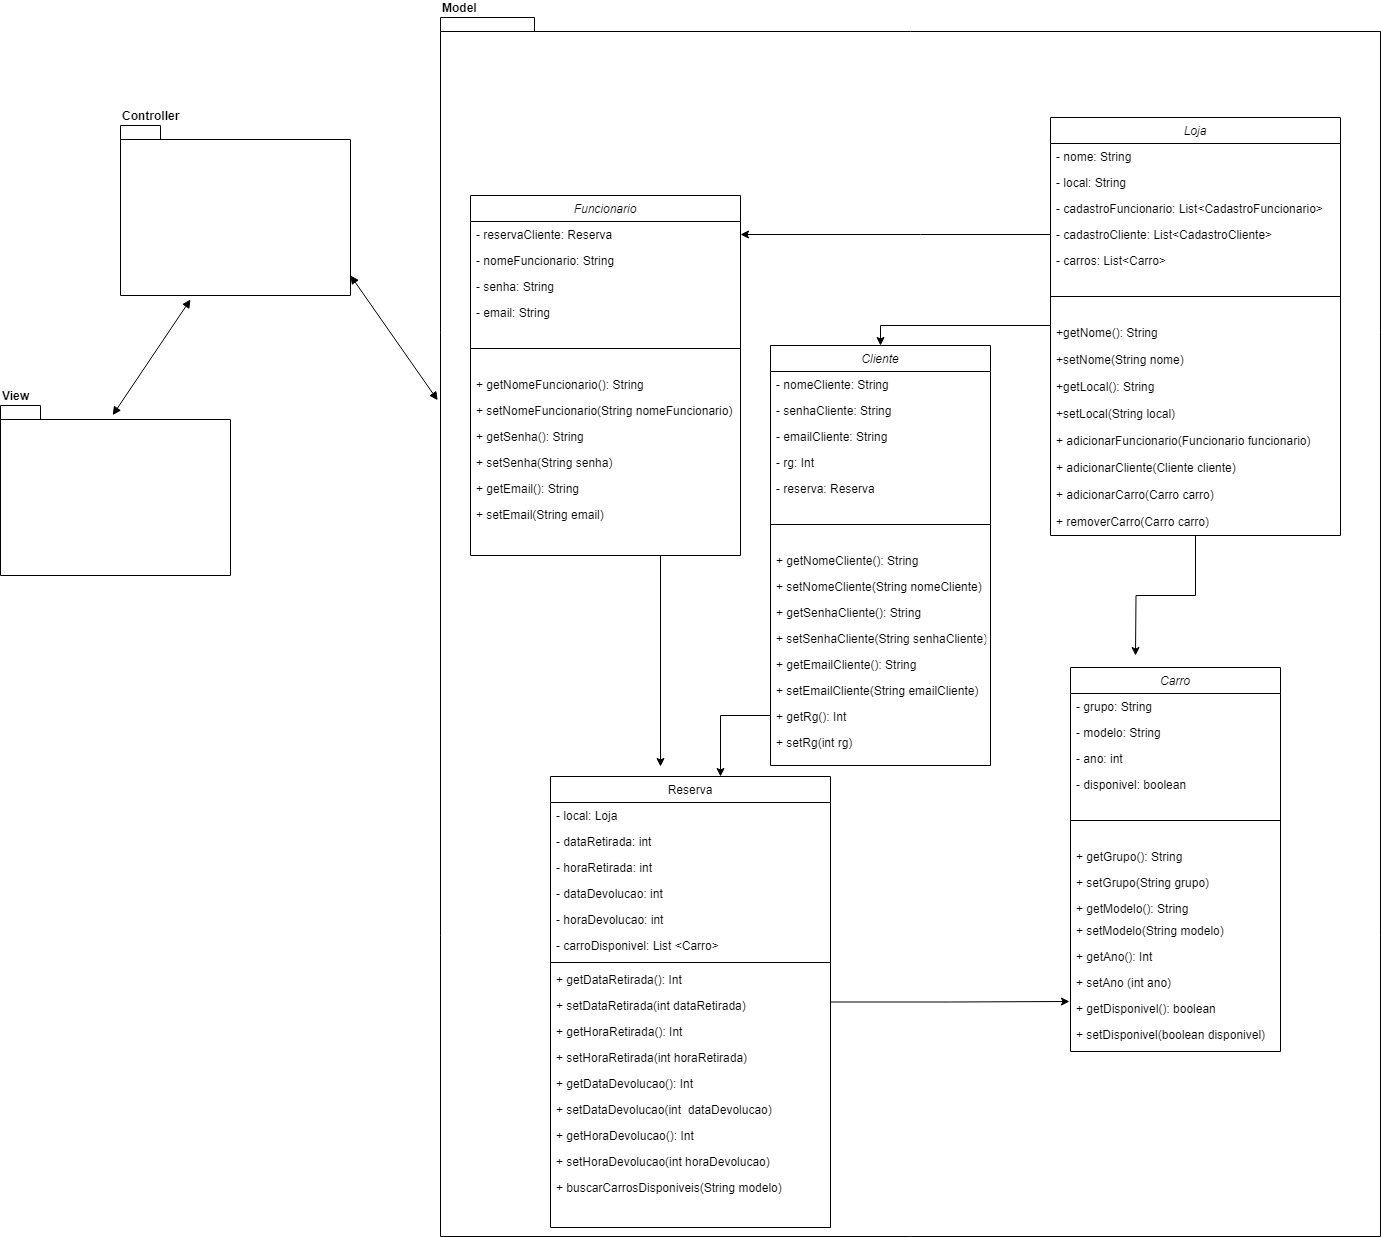 Model
Controller
View
Loja
- nome: String
- local: String
- cadastroFuncionario: List<CadastroFuncionario>
- cadastroCliente: List<CadastroCliente>
- carros: List<Carro>
+getNome(): String
+setNome(String nome)
+getLocal(): String
+setLocal(String local)
+ adicionarFuncionario(Funcionario funcionario)
+ adicionarCliente(Cliente cliente)
+ adicionarCarro(Carro carro)
+ removerCarro(Carro carro)
Funcionario
- reservaCliente: Reserva
- nomeFuncionario: String
- senha: String
- email: String
+ getNomeFuncionario(): String
+ setNomeFuncionario(String nomeFuncionario)
+ getSenha(): String
+ setSenha(String senha)
+ getEmail(): String
+ setEmail(String email)
Cliente
- nomeCliente: String
- senhaCliente: String
- emailCliente: String
- rg: Int
- reserva: Reserva
+ getNomeCliente(): String
+ setNomeCliente(String nomeCliente)
+ getSenhaCliente(): String
+ setSenhaCliente(String senhaCliente)
+ getEmailCliente(): String
+ setEmailCliente(String emailCliente)
+ getRg(): Int
+ setRg(int rg)
Carro
- grupo: String
- modelo: String
- ano: int
- disponivel: boolean
+ getGrupo(): String
+ setGrupo(String grupo)
+ getModelo(): String
+ setModelo(String modelo)
+ getAno(): Int
+ setAno (int ano)
+ getDisponivel(): boolean
+ setDisponivel(boolean disponivel)
Reserva
- local: Loja
- dataRetirada: int
- horaRetirada: int
- dataDevolucao: int
- horaDevolucao: int
- carroDisponivel: List <Carro>
+ getDataRetirada(): Int
+ setDataRetirada(int dataRetirada)
+ getHoraRetirada(): Int
+ setHoraRetirada(int horaRetirada)
+ getDataDevolucao(): Int
+ setDataDevolucao(int  dataDevolucao)
+ getHoraDevolucao(): Int
+ setHoraDevolucao(int horaDevolucao)
+ buscarCarrosDisponiveis(String modelo)